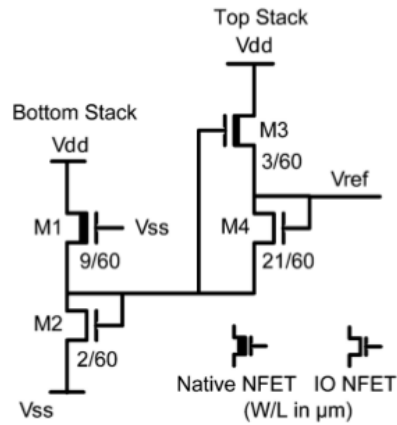 Top Stack
Vdd
Bottom Stack
Vdd
M3
3/60
Vref
M1
Vss
M4
9/60
21/60
M2
2/60
Native NFET IO NFET
Vss
(W/L in µm)